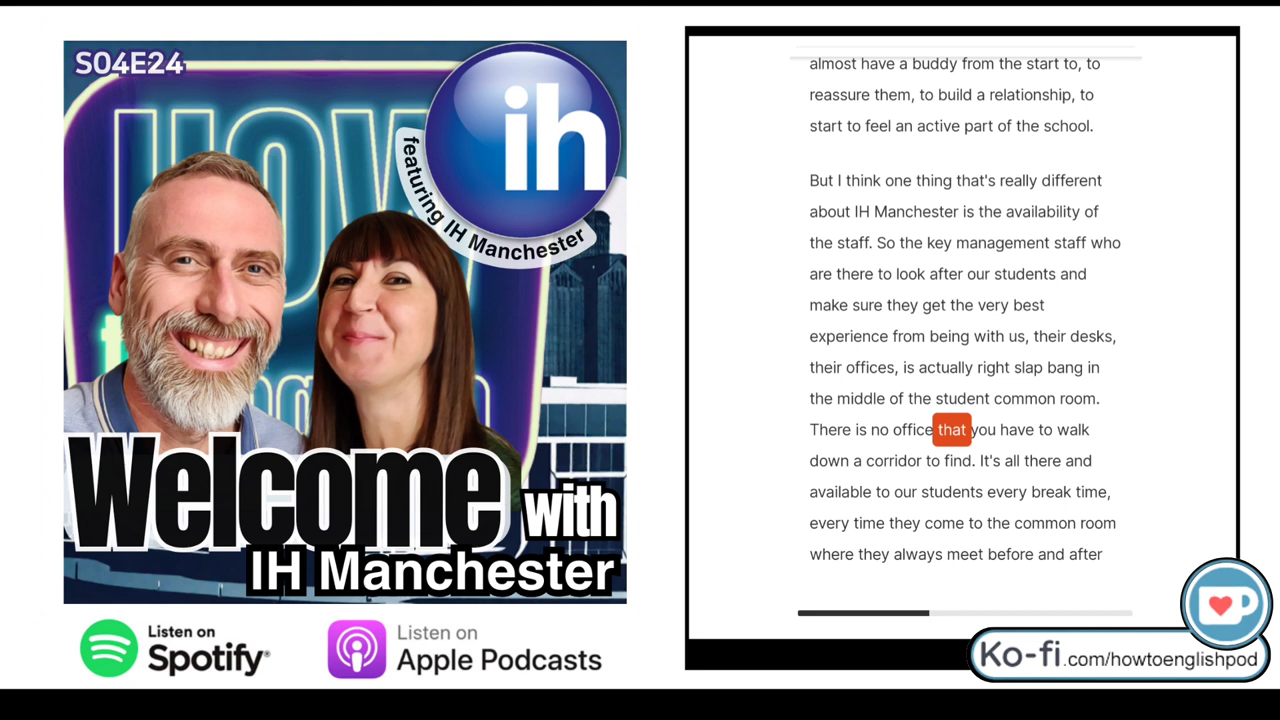 S04E24
ih
featuring IH Manchester
Welcome with
IH Manchester
Listen on
Spotify
Listen on
Apple Podcasts
almost have a buddy from the start to, to
reassure them, to build a relationship, to
start to feel an active part of the school.
But I think one thing that's really different
about IH Manchester is the availability of
the staff. So the key management staff who
are there to look after our students and
make sure they get the very best
experience from being with us, their desks,
their offices, is actually right slap bang in
the middle of the student common room.
There is no office that you have to walk
down a corridor to find. It's all there and
available to our students every break time,
every time they come to the common room
where they always meet before and after
Ko-fi.com/howtoenglishpod